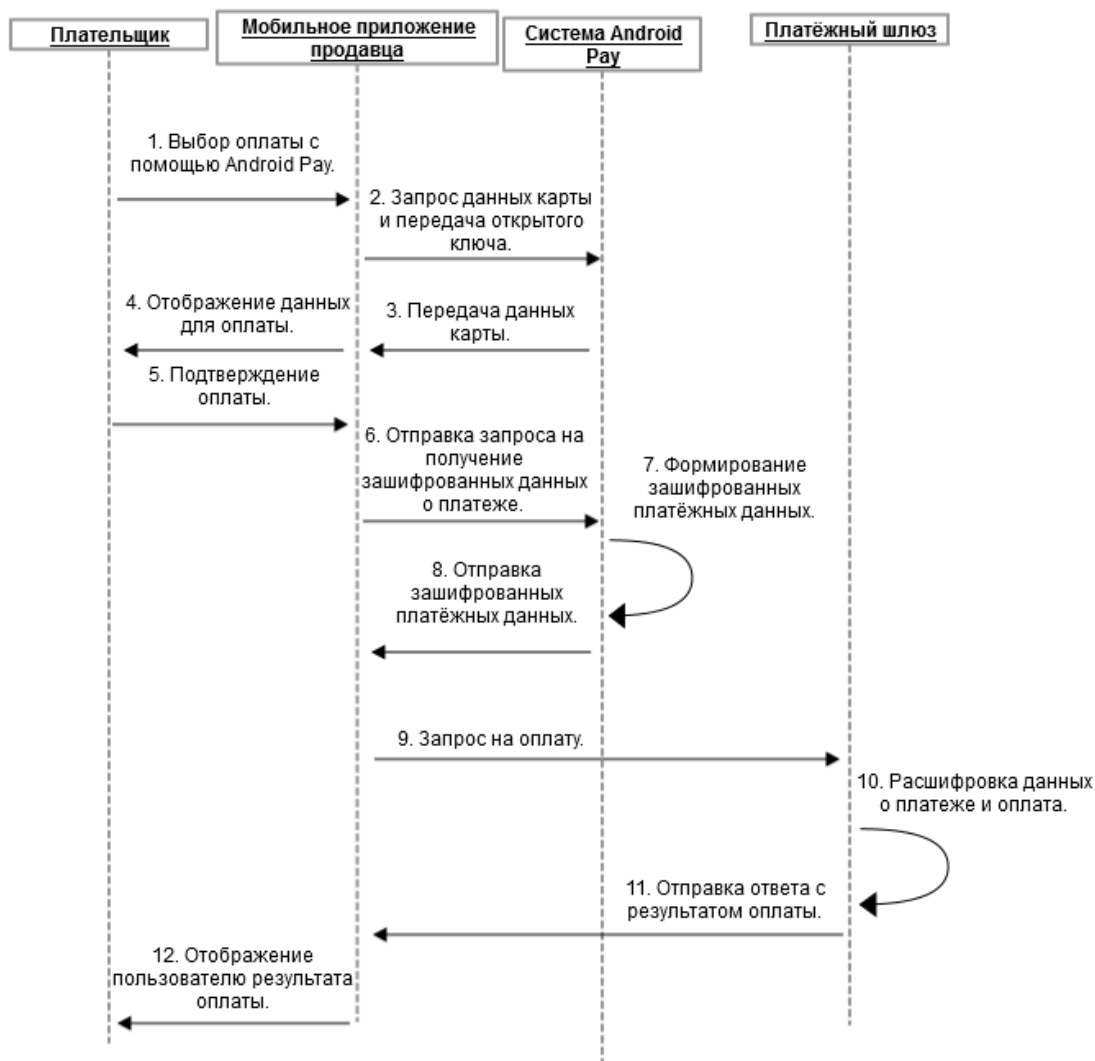 Плательщик
Мобильное приложение
продавца
Система Android
Pay
Платёжный шлюз
1. Выбор оплаты с
помощью Android Pay.
2. Запрос данных карты
и передача открытого
ключа.
4. Отображение данных
для оплаты.
3. Передача данных
карты.
5. Подтверждение
оплаты.
6. Отправка запроса на
получение
зашифрованных данных
о платеже.
7. Формирование
зашифрованных
платёжных данных.
8. Отправка
зашифрованных
платёжных данных.
9. Запрос на оплату.
10. Расшифровка данных
о платеже и оплата.
11. Отправка ответа с
результатом оплаты.
12. Отображение
пользователю результата
оплаты.